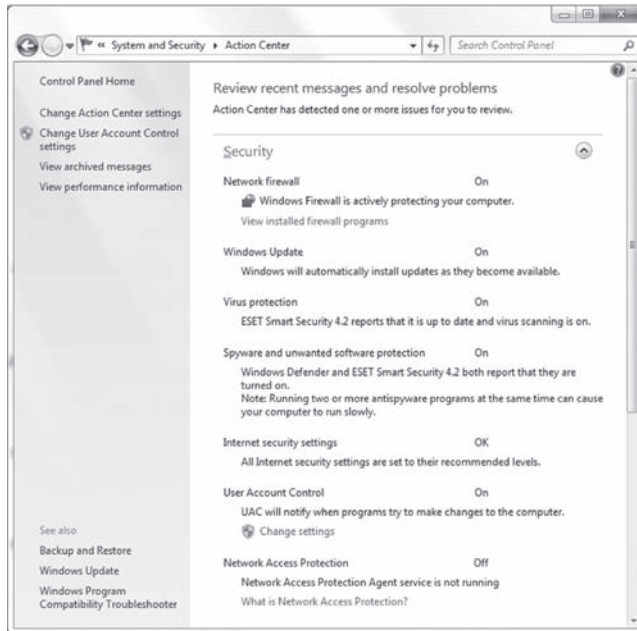 « System and Security ▸ Action Center
Search Control Panel
Control Panel Home
Change Action Center settings
Change User Account Control
settings
View archived messages
View performance information
See also
Backup and Restore
Windows Update
Windows Program
Compatibility Troubleshooter
Review recent messages and resolve problems
Action Center has detected one or more issues for you to review.
Security
Network firewall On
Windows Firewall is actively protecting your computer.
View installed firewall programs
Windows Update On
Windows will automatically install updates as they become available.
Virus protection On
ESET Smart Security 4.2 reports that it is up to date and virus scanning is on.
Spyware and unwanted software protection On
Windows Defender and ESET Smart Security 4.2 both report that they are
turned on.
Note: Running two or more antispyware programs at the same time can cause
your computer to run slowly.
Internet security settings OK
All Internet security settings are set to their recommended levels.
User Account Control On
UAC will notify when programs try to make changes to the computer.
Change settings
Network Access Protection Off
Network Access Protection Agent service is not running
What is Network Access Protection?